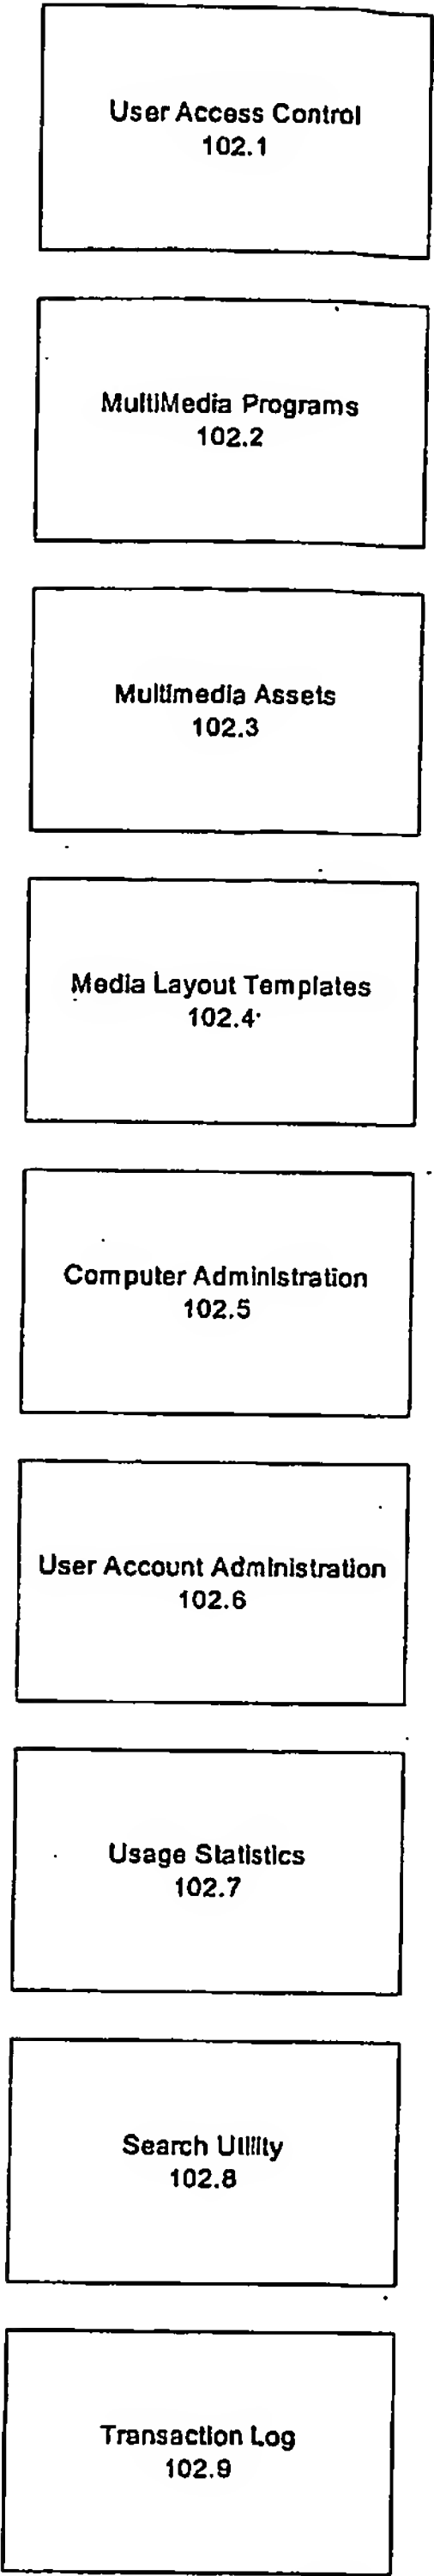 User Access Control
102.1
MultiMedia Programs
102.2
Multimedia Assets
102.3
Media Layout Templates
102.4
Computer Administration
102.5
User Account Administration
102.6
Usage Statistics
102.7
Search Utility
102.8
Transaction Log
102.9